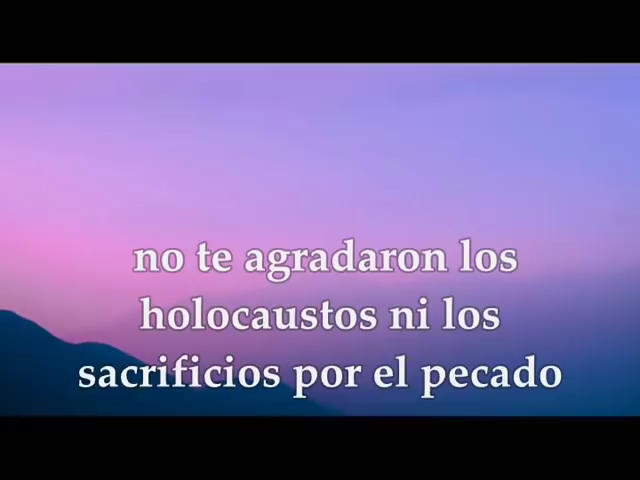 no te agradaron los
holocaustos ni los
sacrificios por el pecado